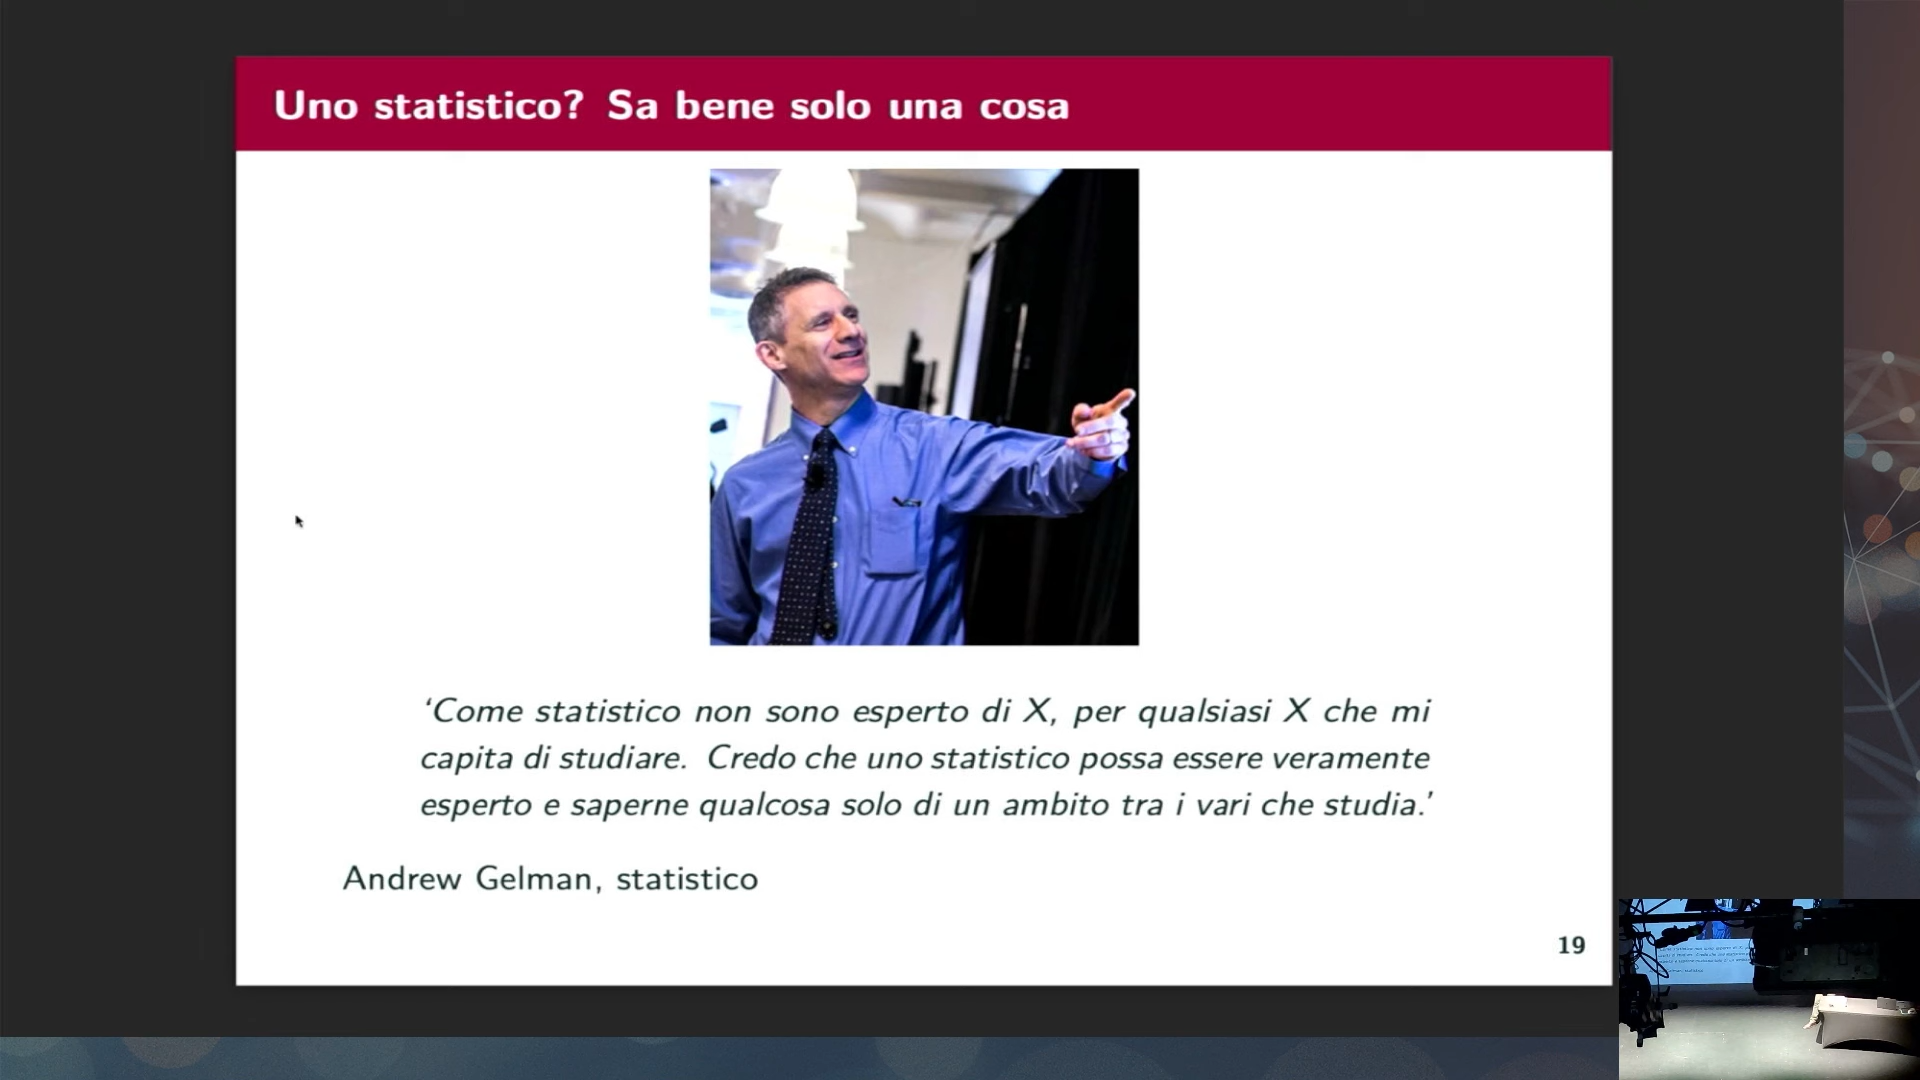 Uno statistico? Sa bene solo una cosa
‘Come statistico non sono esperto di X, per qualsiasi X che mi
capita di studiare. Credo che uno statistico possa essere veramente
esperto e saperne qualcosa solo di un ambito tra i vari che studia.’
Andrew Gelman, statistico
19